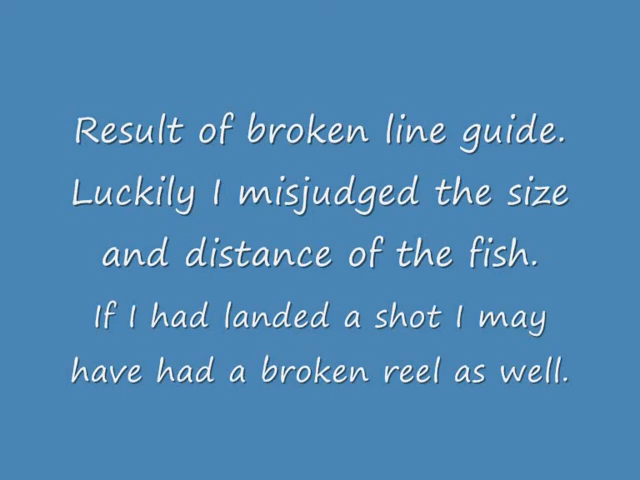 Result of broken line guide.
Luckily I misjudged the size
and distance of the fish.
If I had landed a shot I may
have had a broken reel as well.